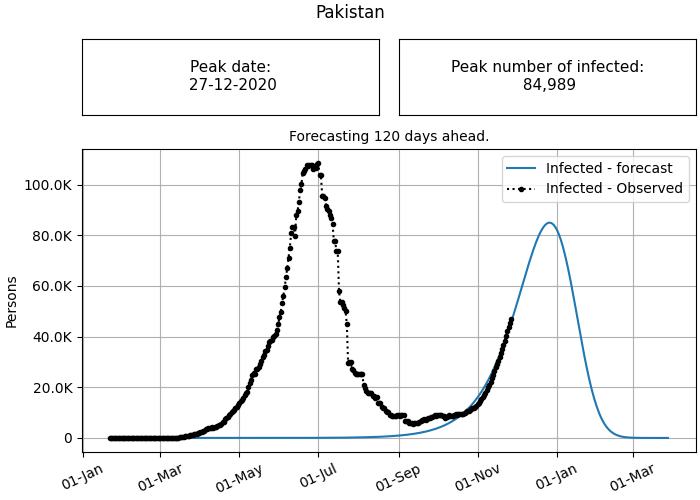 Pakistan
Peak date:
27-12-2020
Peak number of infected:
84,989
Forecasting 120 days ahead.
Infected - forecast
Infected - Observed
Persons
100.0K
80.0K
60.0K
40.0K
20.0K
0
01-Jan
01-Mar
01-May
01-Jul
01-Sep
01-Nov
01-Jan
01-Mar